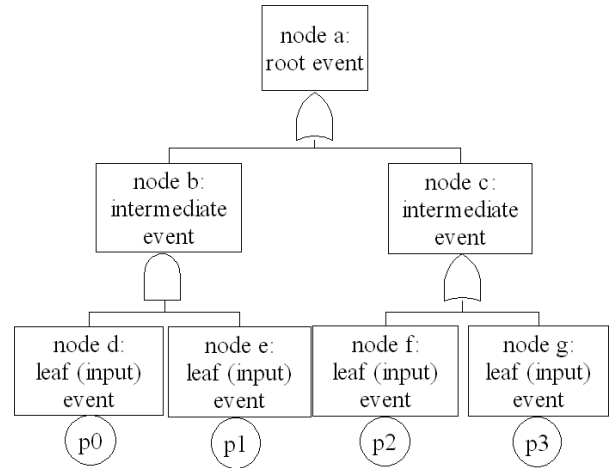 node a:
root event
node b:
intermediate
event
node c:
intermediate
event
node d:
leaf (input)
event
node e:
leaf (input)
event
node f:
leaf (input)
event
node g:
leaf (input)
event
p0
p1
p2
p3